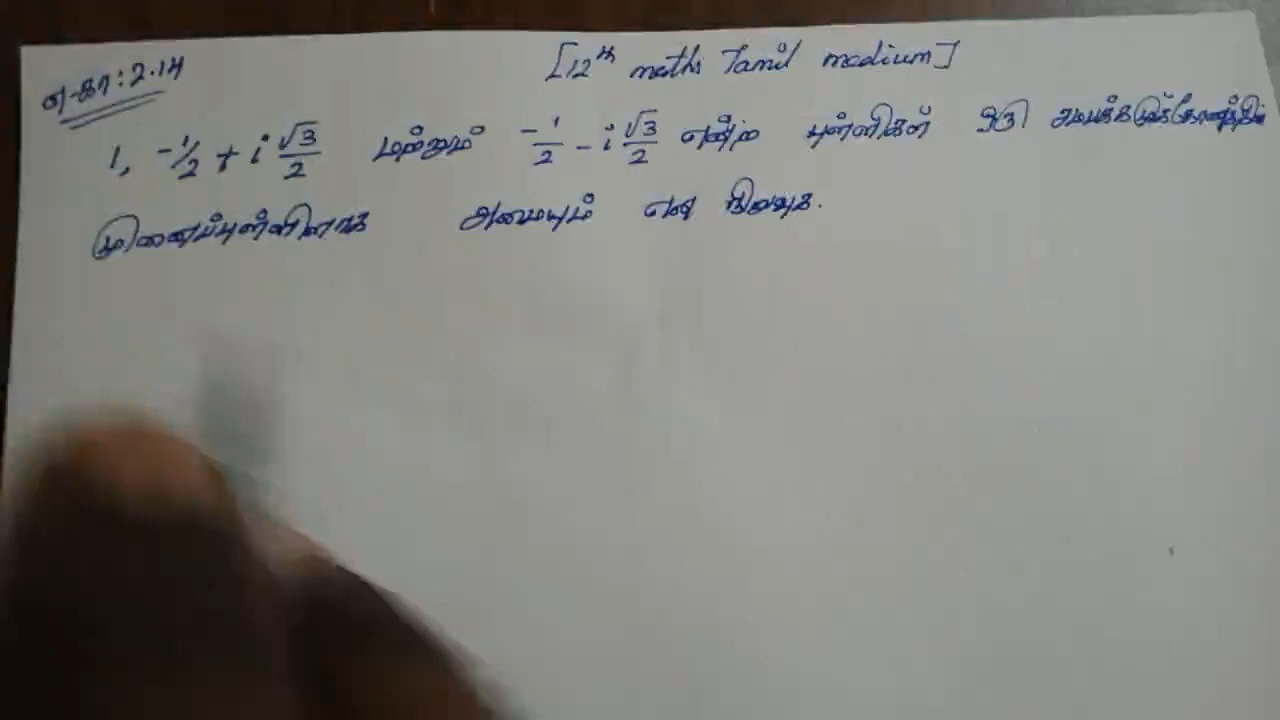 எ.கா : 2.14
[12th maths Tamil medium]
1, -1/2 + i √3/2 மற்றும் -1/2 - i √3/2 என்ற புள்ளிகள் ஒரு சமபக்க முக்கோணத்தின்
முனைப்புள்ளிகளாக அமையும் என நிறுவுக.